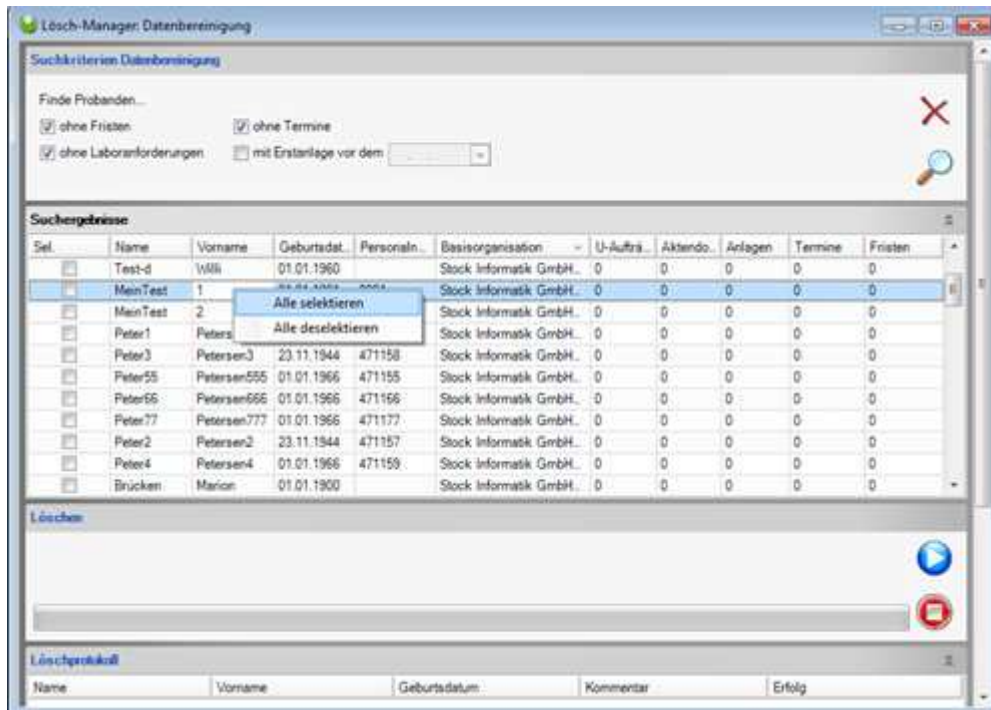 Lösch-Manager: Datenbereinigung
Suchkriterien Datenbereinigung
Finde Probanden...
ohne Fristen ohne Termine
ohne Laboranforderungen mit Erstanlage vor dem
Suchergebnisse
Sel. Name Vorname Geburtsdat... Personaln... Basisorganisation U-Aufträ... Aktendo... Anlagen Termine Fristen
Test-d Willi 01.01.1960 Stock Informatik GmbH... 0 0 0 0 0
MeinTest 1 Stock Informatik GmbH... 0 0 0 0 0
Alle selektieren
MeinTest 2 Stock Informatik GmbH... 0 0 0 0 0
Alle deselektieren
Peter1 Stock Informatik GmbH... 0 0 0 0 0
Peter3 Petersen3 23.11.1944 471158 Stock Informatik GmbH... 0 0 0 0 0
Peter55 Petersen555 01.01.1966 471155 Stock Informatik GmbH... 0 0 0 0 0
Peter66 Petersen666 01.01.1966 471166 Stock Informatik GmbH... 0 0 0 0 0
Peter77 Petersen777 01.01.1966 471177 Stock Informatik GmbH... 0 0 0 0 0
Peter2 Petersen2 23.11.1944 471157 Stock Informatik GmbH... 0 0 0 0 0
Peter4 Petersen4 01.01.1966 471159 Stock Informatik GmbH... 0 0 0 0 0
Brücken Marion 01.01.1900 Stock Informatik GmbH... 0 0 0 0 0
Löschen
Löschprotokoll
Name Vorname Geburtsdatum Kommentar Erfolg